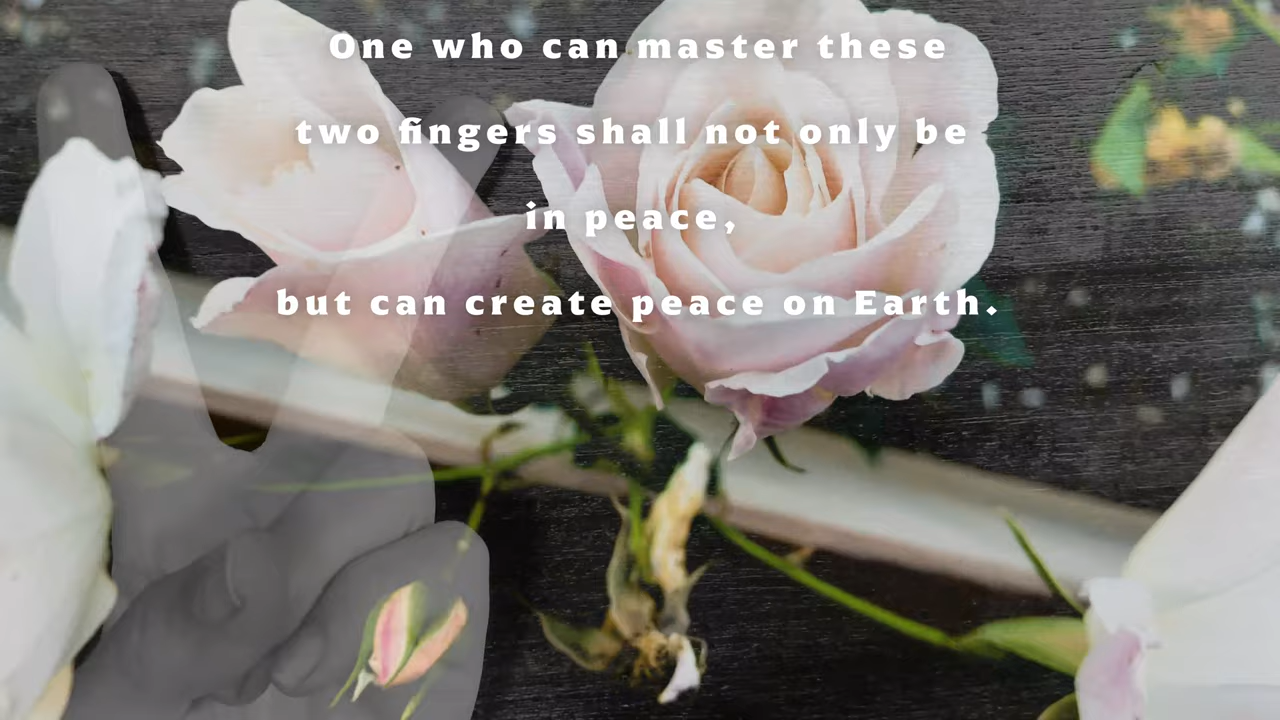 One who can master these
two fingers shall not only be
in peace,
but can create peace on Earth.